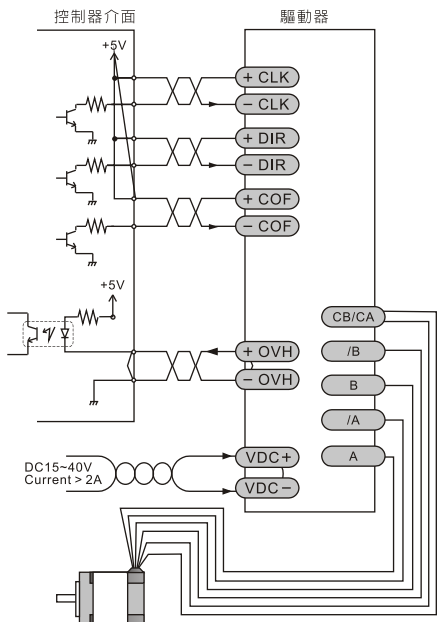 控制器介面
驅動器
+5V
+ CLK
− CLK
+ DIR
− DIR
+ COF
− COF
+5V
CB/CA
/B
+ OVH
− OVH
B
/A
A
VDC+
VDC−
DC15~40V
Current > 2A